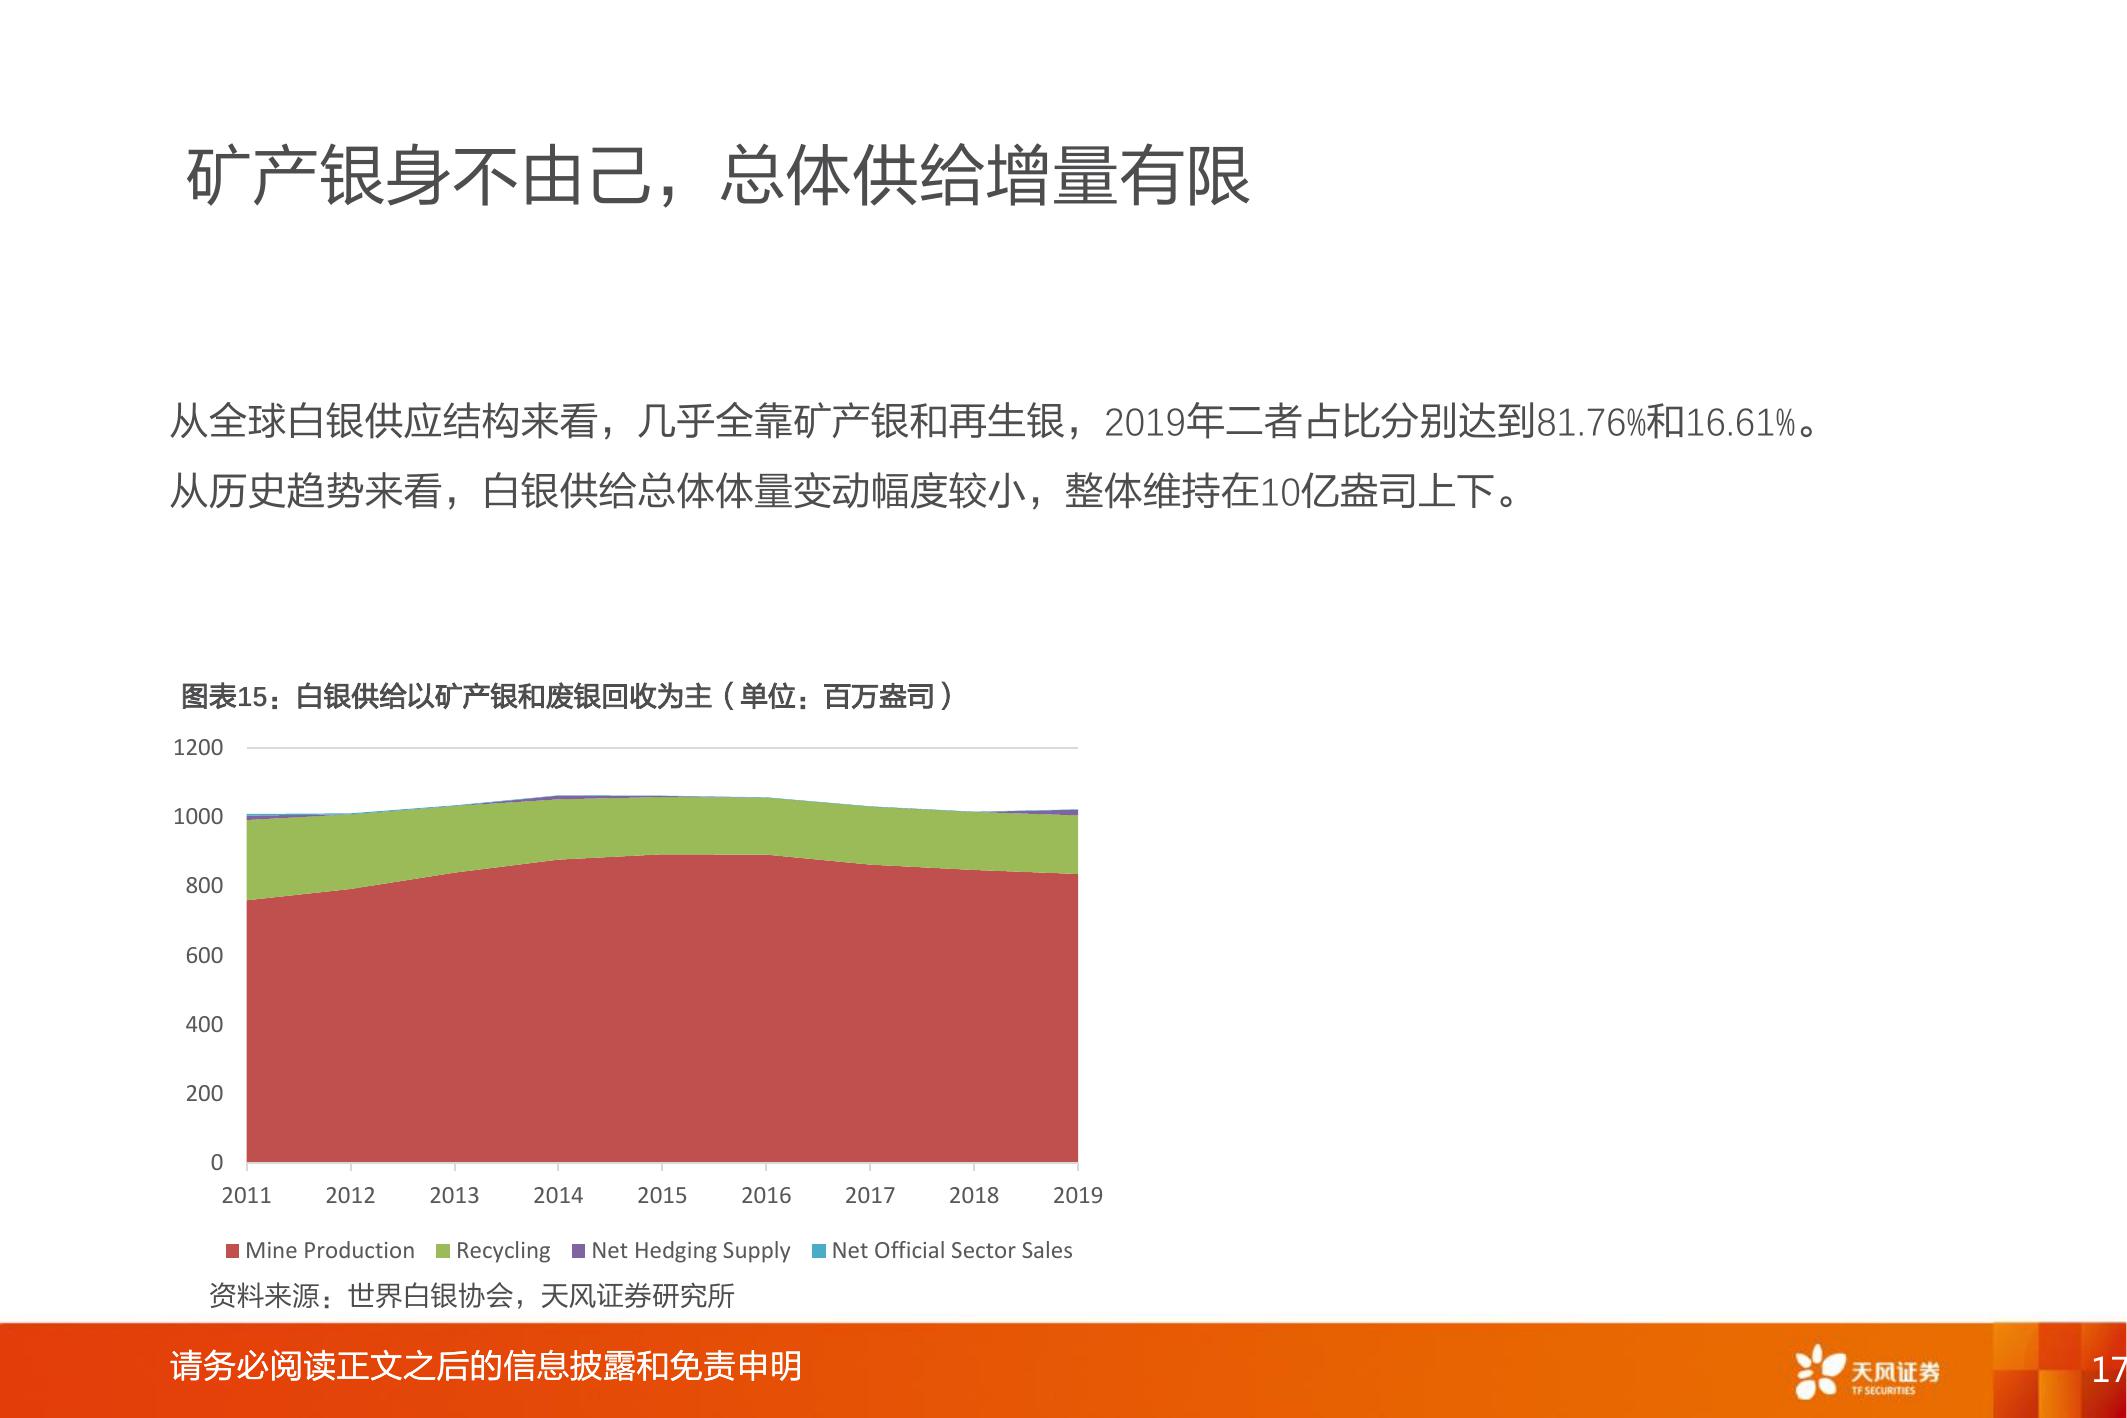 矿产银身不由己，总体供给增量有限
从全球白银供应结构来看，几乎全靠矿产银和再生银，2019年二者占比分别达到81.76%和16.61%。
从历史趋势来看，白银供给总体体量变动幅度较小，整体维持在10亿盎司上下。
图表15：白银供给以矿产银和废银回收为主（单位：百万盎司）
1200
1000
800
600
400
200
0
2011 2012 2013 2014 2015 2016 2017 2018 2019
Mine Production Recycling Net Hedging Supply Net Official Sector Sales
资料来源：世界白银协会，天风证券研究所
请务必阅读正文之后的信息披露和免责申明
天风证券
TF SECURITIES
17